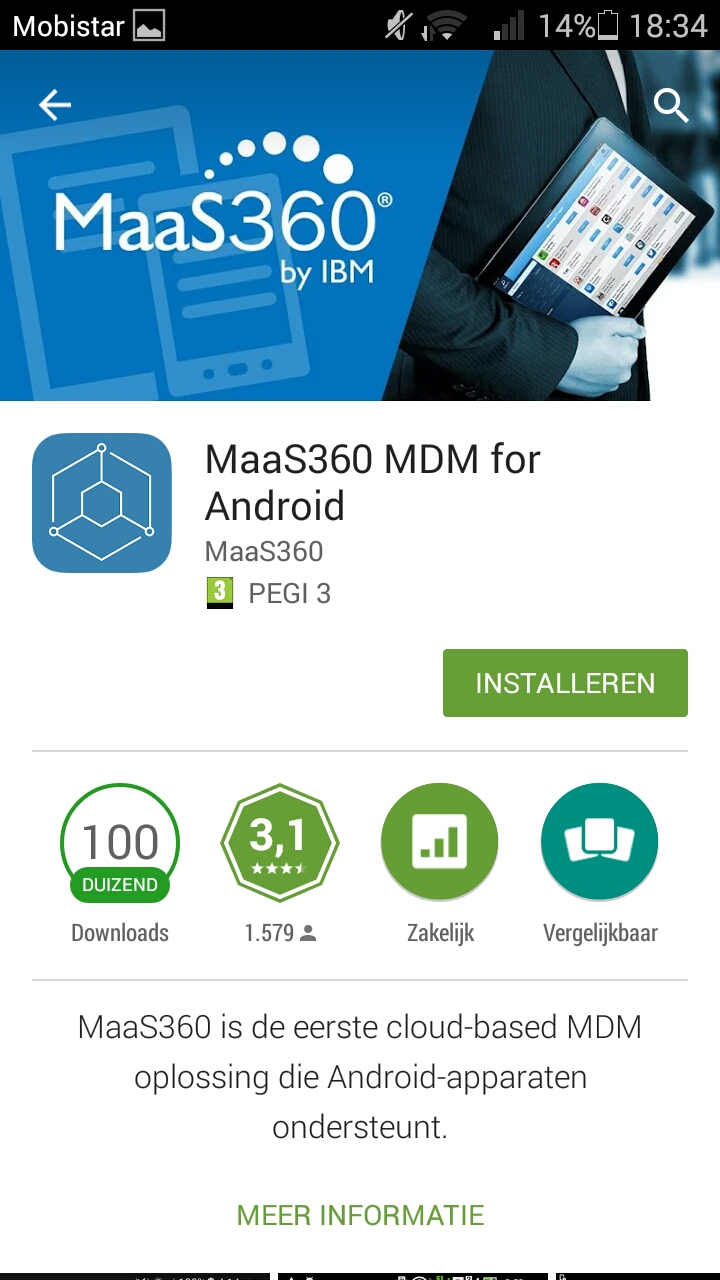 Mobistar 14% 18:34
MaaS360®
by IBM
MaaS360 MDM for
Android
MaaS360
3 PEGI 3
INSTALLEREN
100
DUIZEND
Downloads
3,1
1.579
Zakelijk
Vergelijkbaar
MaaS360 is de eerste cloud-based MDM
oplossing die Android-apparaten
ondersteunt.
MEER INFORMATIE